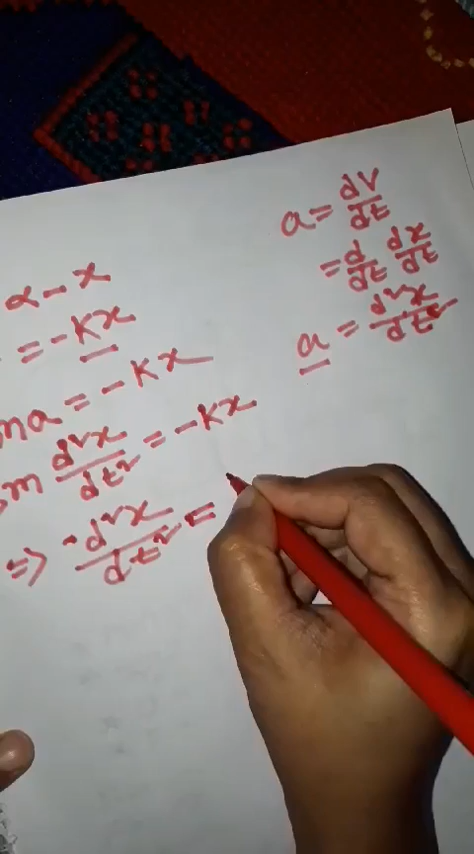 ∝ - x
= -Kx
ma = -Kx
m d²x/dt² = -Kx
=> d²x/dt² =
a = dV/dt
= d/dt dx/dt
a = d²x/dt²